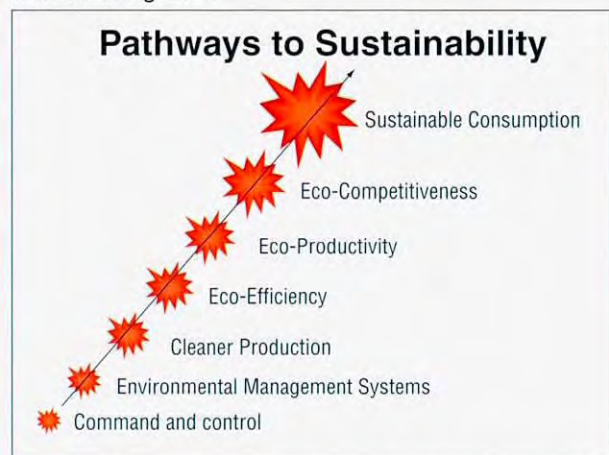 Pathways to Sustainability
Sustainable Consumption
Eco-Competitiveness
Eco-Productivity
Eco-Efficiency
Cleaner Production
Environmental Management Systems
Command and control